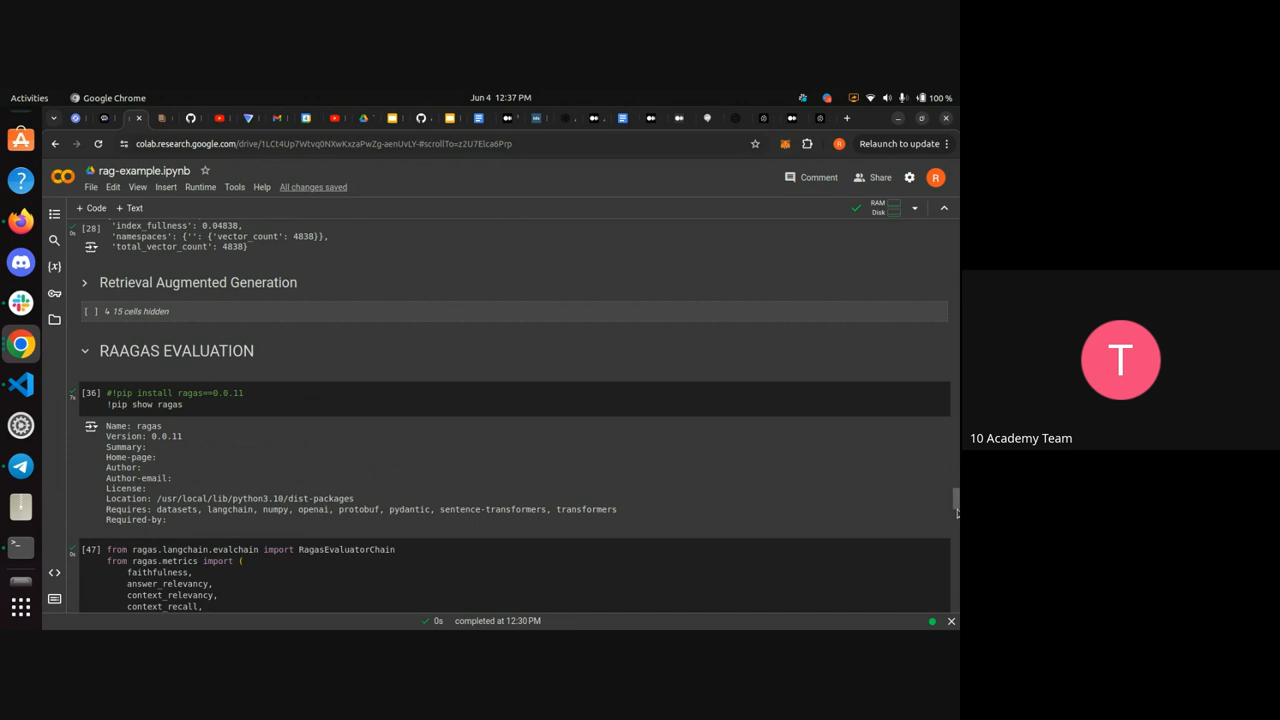 Activities
Google Chrome
Jun 4 12:37 PM
100 %
colab.research.google.com/drive/1LCt4Up7Wtvq0NXwKxzaPwZg-aenUvLY-#scrollTo=z2U7Elca6Prp
Relaunch to update
rag-example.ipynb
Comment
Share
R
File Edit View Insert Runtime Tools Help All changes saved
+ Code + Text
RAM
Disk
[28]
'index_fullness': 0.04838,
'namespaces': {'': {'vector_count': 4838}},
'total_vector_count': 4838}
Retrieval Augmented Generation
[ ] ↳ 15 cells hidden
RAAGAS EVALUATION
[36] #!pip install ragas==0.0.11
!pip show ragas
7s
Name: ragas
Version: 0.0.11
Summary:
Home-page:
Author:
Author-email:
License:
Location: /usr/local/lib/python3.10/dist-packages
Requires: datasets, langchain, numpy, openai, protobuf, pydantic, sentence-transformers, transformers
Required-by:
[47] from ragas.langchain.evalchain import RagasEvaluatorChain
0s
from ragas.metrics import (
faithfulness,
answer_relevancy,
context_relevancy,
context_recall,
0s completed at 12:30 PM
T
10 Academy Team